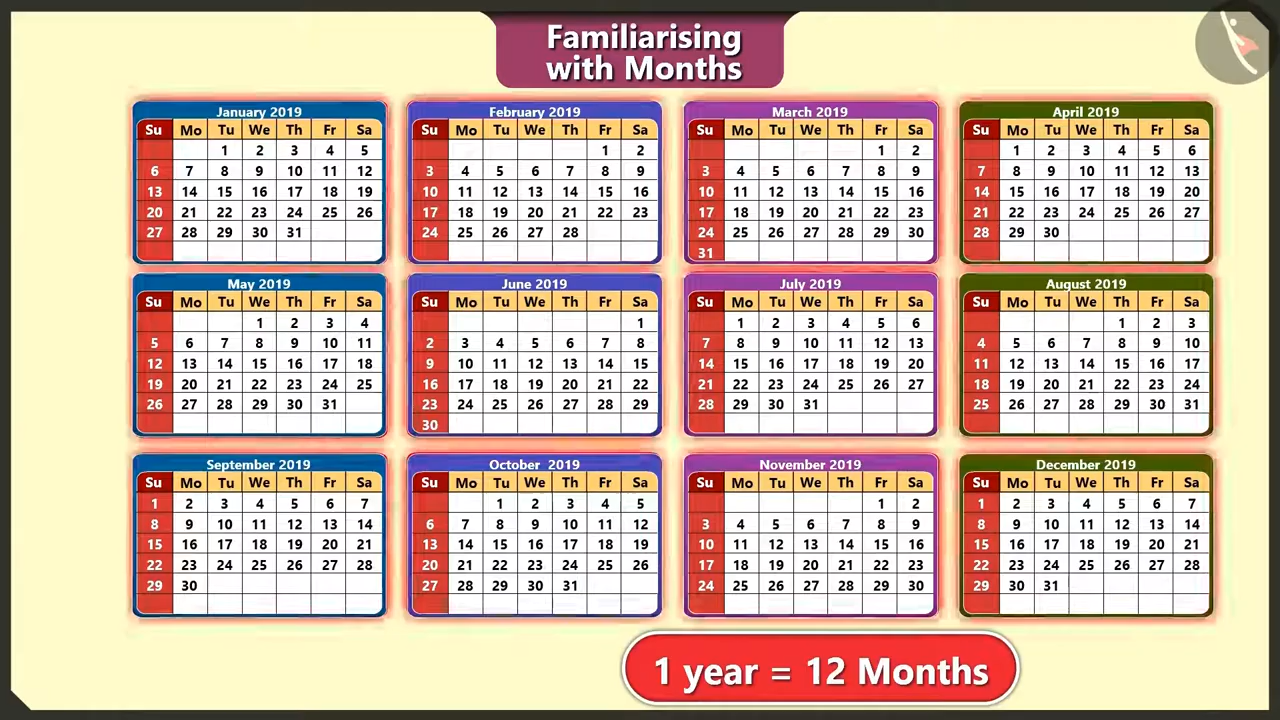 Familiarising
with Months
January 2019
Su Mo Tu We Th Fr Sa
1 2 3 4 5
6 7 8 9 10 11 12
13 14 15 16 17 18 19
20 21 22 23 24 25 26
27 28 29 30 31
February 2019
Su Mo Tu We Th Fr Sa
1 2
3 4 5 6 7 8 9
10 11 12 13 14 15 16
17 18 19 20 21 22 23
24 25 26 27 28
March 2019
Su Mo Tu We Th Fr Sa
1 2
3 4 5 6 7 8 9
10 11 12 13 14 15 16
17 18 19 20 21 22 23
24 25 26 27 28 29 30
31
April 2019
Su Mo Tu We Th Fr Sa
1 2 3 4 5 6
7 8 9 10 11 12 13
14 15 16 17 18 19 20
21 22 23 24 25 26 27
28 29 30
May 2019
Su Mo Tu We Th Fr Sa
1 2 3 4
5 6 7 8 9 10 11
12 13 14 15 16 17 18
19 20 21 22 23 24 25
26 27 28 29 30 31
June 2019
Su Mo Tu We Th Fr Sa
1
2 3 4 5 6 7 8
9 10 11 12 13 14 15
16 17 18 19 20 21 22
23 24 25 26 27 28 29
30
July 2019
Su Mo Tu We Th Fr Sa
1 2 3 4 5 6
7 8 9 10 11 12 13
14 15 16 17 18 19 20
21 22 23 24 25 26 27
28 29 30 31
August 2019
Su Mo Tu We Th Fr Sa
1 2 3
4 5 6 7 8 9 10
11 12 13 14 15 16 17
18 19 20 21 22 23 24
25 26 27 28 29 30 31
September 2019
Su Mo Tu We Th Fr Sa
1 2 3 4 5 6 7
8 9 10 11 12 13 14
15 16 17 18 19 20 21
22 23 24 25 26 27 28
29 30
October 2019
Su Mo Tu We Th Fr Sa
1 2 3 4 5
6 7 8 9 10 11 12
13 14 15 16 17 18 19
20 21 22 23 24 25 26
27 28 29 30 31
November 2019
Su Mo Tu We Th Fr Sa
1 2
3 4 5 6 7 8 9
10 11 12 13 14 15 16
17 18 19 20 21 22 23
24 25 26 27 28 29 30
December 2019
Su Mo Tu We Th Fr Sa
1 2 3 4 5 6 7
8 9 10 11 12 13 14
15 16 17 18 19 20 21
22 23 24 25 26 27 28
29 30 31
1 year = 12 Months